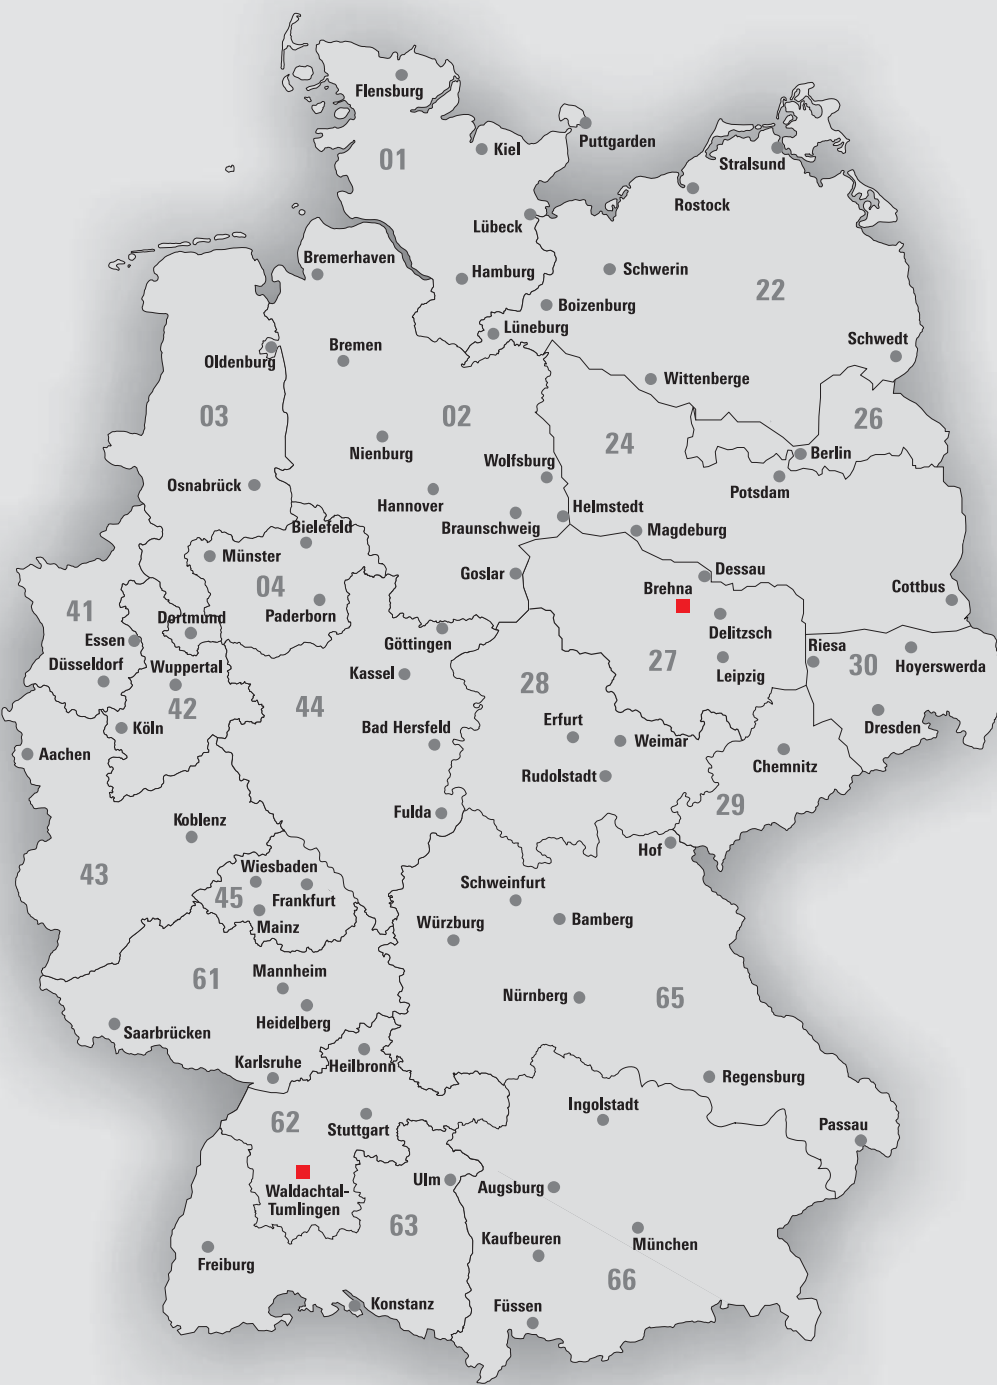 Flensburg
Puttgarden
01
Kiel
Stralsund
Rostock
Lübeck
Bremerhaven
Hamburg
Schwerin
22
Boizenburg
Lüneburg
Schwedt
Oldenburg
Bremen
Wittenberge
03
02
26
24
Nienburg
Berlin
Wolfsburg
Osnabrück
Potsdam
Hannover
Helmstedt
Braunschweig
Magdeburg
Bielefeld
Münster
Goslar
Dessau
04
Brehna
Cottbus
41
Paderborn
Dortmund
Delitzsch
Essen
Göttingen
Riesa
27
30
Hoyerswerda
Düsseldorf
Wuppertal
Kassel
28
Leipzig
42
44
Köln
Bad Hersfeld
Erfurt
Dresden
Aachen
Weimar
Chemnitz
Rudolstadt
29
Koblenz
Fulda
Hof
43
Wiesbaden
Schweinfurt
45
Frankfurt
Mainz
Würzburg
Bamberg
61
Mannheim
Nürnberg
65
Heidelberg
Saarbrücken
Karlsruhe
Heilbronn
Regensburg
Ingolstadt
62
Stuttgart
Passau
Ulm
Augsburg
Waldachtal-
Tumlingen
63
Kaufbeuren
München
Freiburg
66
Konstanz
Füssen